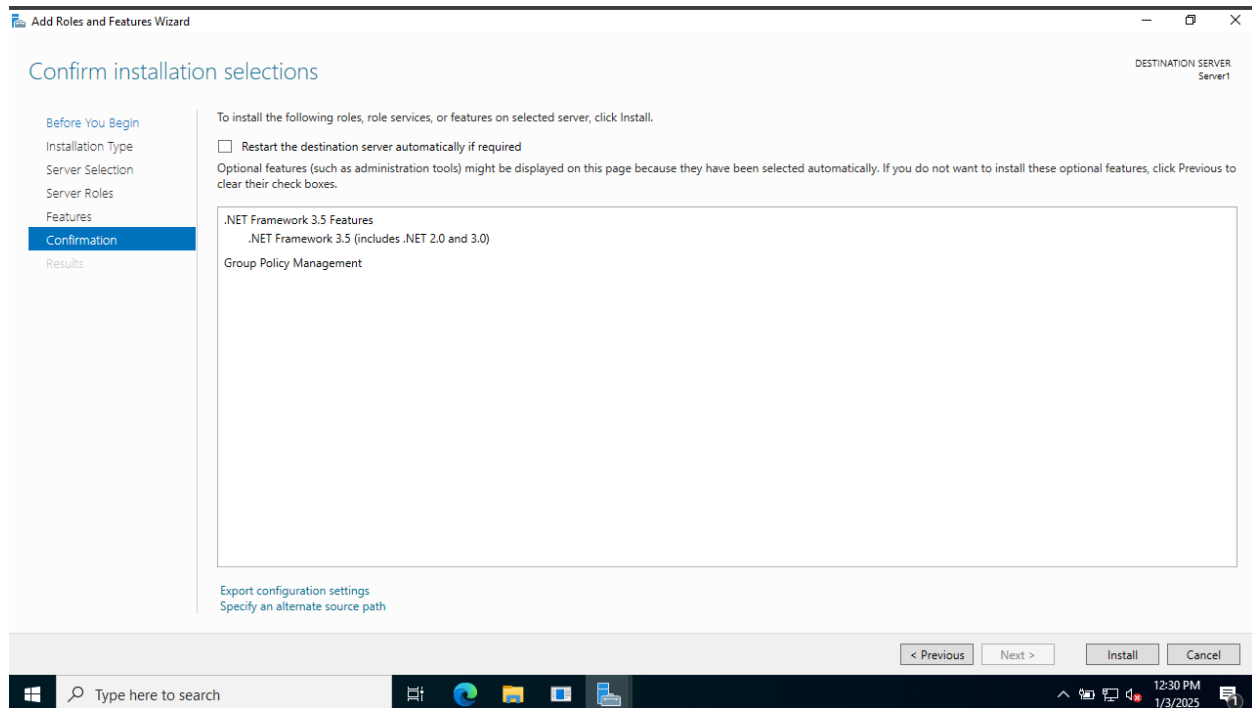 Add Roles and Features Wizard
Confirm installation selections
DESTINATION SERVER
Server1
Before You Begin
Installation Type
Server Selection
Server Roles
Features
Confirmation
Results
To install the following roles, role services, or features on selected server, click Install.
Restart the destination server automatically if required
Optional features (such as administration tools) might be displayed on this page because they have been selected automatically. If you do not want to install these optional features, click Previous to
clear their check boxes.
.NET Framework 3.5 Features
.NET Framework 3.5 (includes .NET 2.0 and 3.0)
Group Policy Management
Export configuration settings
Specify an alternate source path
< Previous
Next >
Install
Cancel
Type here to search
12:30 PM
1/3/2025
1